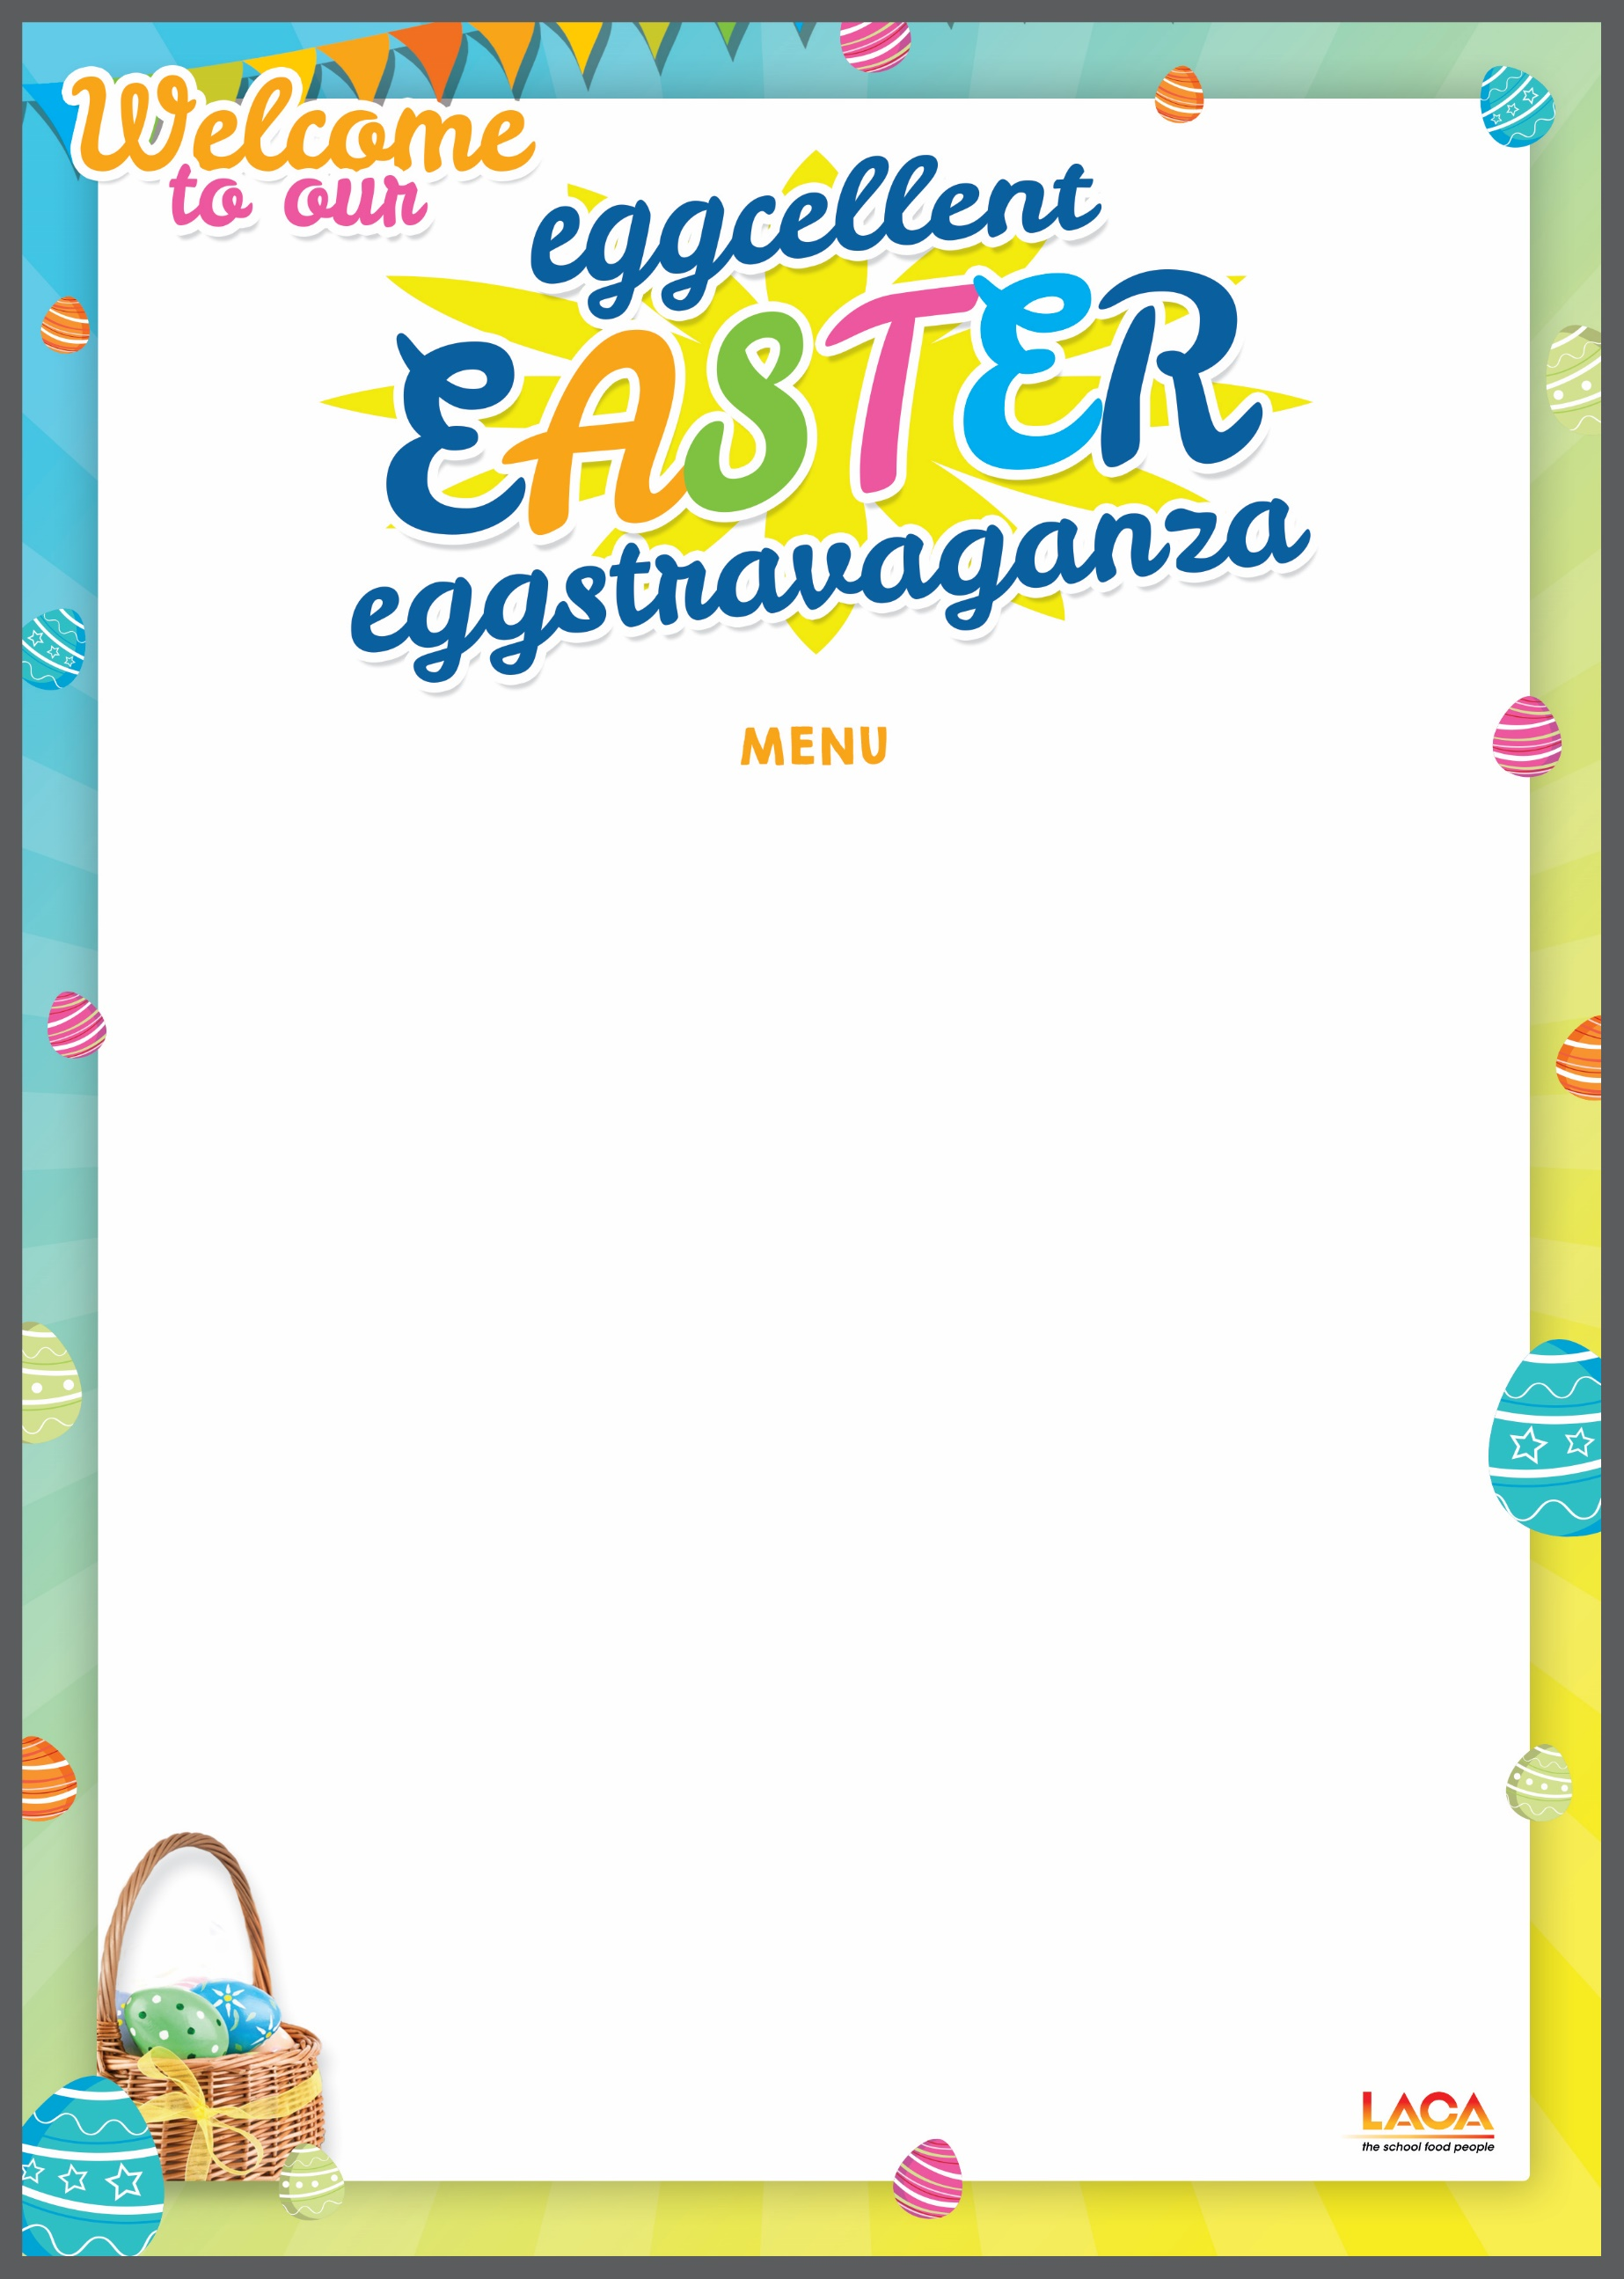 Welcome
to our
eggcellent
EASTER
eggstravaganza
MENU
LACA
the school food people